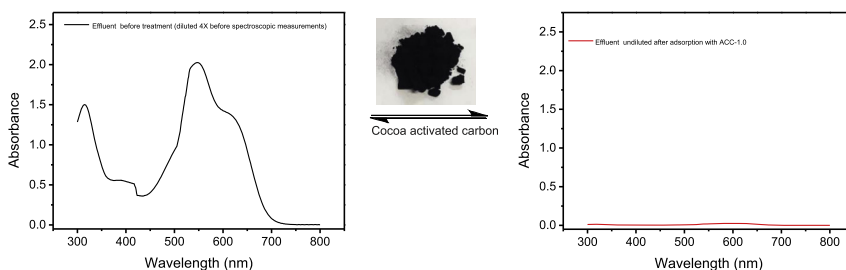 2.5
2.0
1.5
1.0
0.5
0.0
Absorbance
Effluent before treatment (diluted 4X before spectroscopic measurements)
300 400 500 600 700 800
Wavelength (nm)
Cocoa activated carbon
2.5
2.0
1.5
1.0
0.5
0.0
Absorbance
Effluent undiluted after adsorption with ACC-1.0
300 400 500 600 700 800
Wavelength (nm)